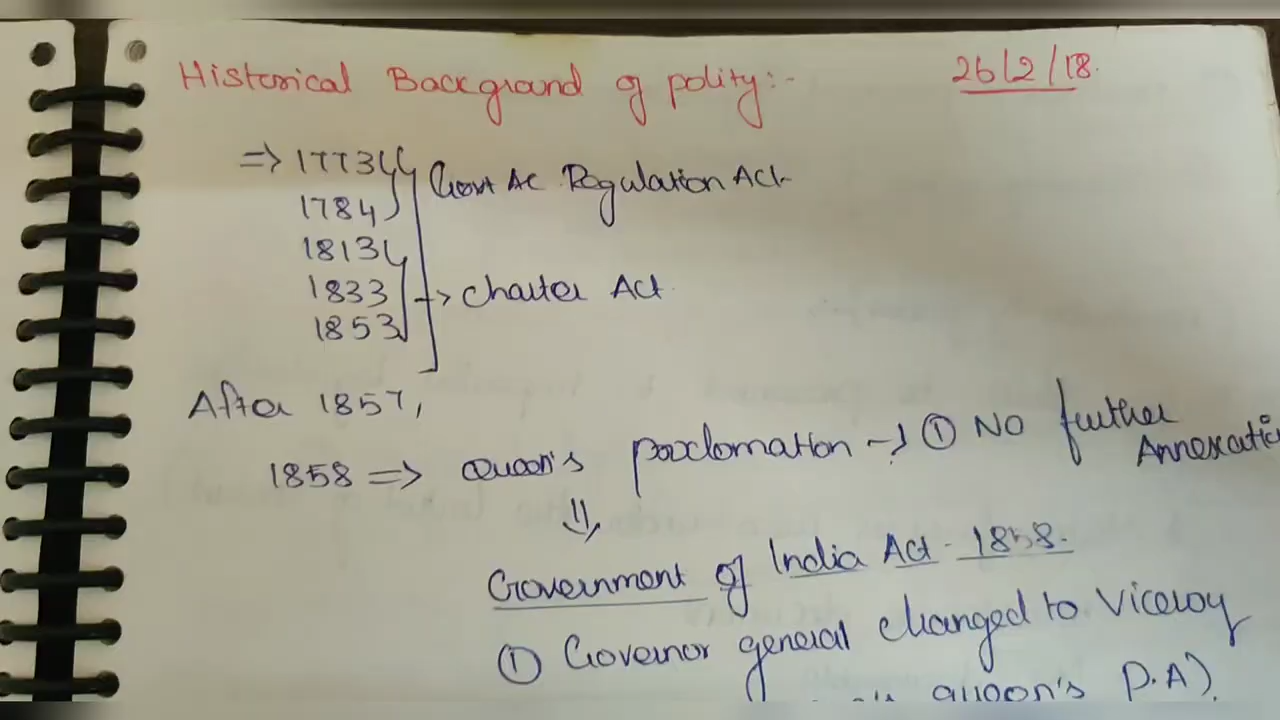 Historical Background of polity:- 26/2/18.
=> 1773 Govt Ac Regulation Act
1784
1813
1833 -> Charter Act.
1853
After 1857,
1858 => Queen's proclomation -> ① No further Annexatio
⇓
Government of India Act - 1858.
① Governor general changed to Viceroy
queen's P.A).